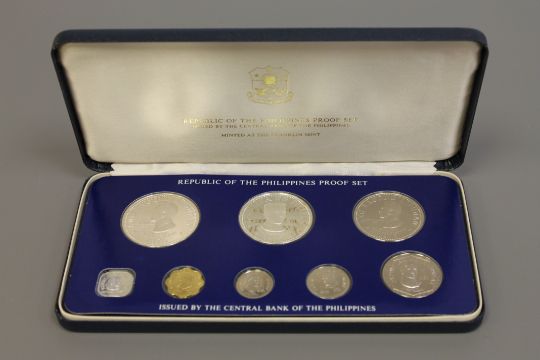 REPUBLIC OF THE PHILIPPINES PROOF SET
ISSUED BY THE CENTRAL BANK OF THE PHILIPPINES
MINTED AT THE FRANKLIN MINT
REPUBLIC OF THE PHILIPPINES PROOF SET
ISSUED BY THE CENTRAL BANK OF THE PHILIPPINES